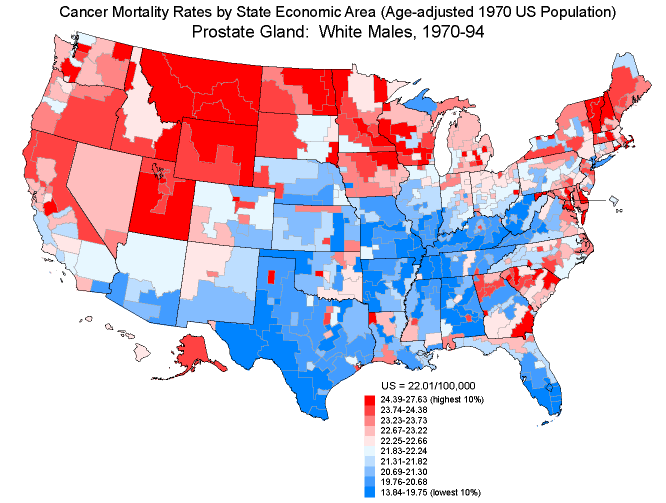 Cancer Mortality Rates by State Economic Area (Age-adjusted 1970 US Population)
Prostate Gland: White Males, 1970-94
US = 22.01/100,000
24.39-27.63 (highest 10%)
23.74-24.38
23.23-23.73
22.67-23.22
22.25-22.66
21.83-22.24
21.31-21.82
20.69-21.30
19.76-20.68
13.84-19.75 (lowest 10%)